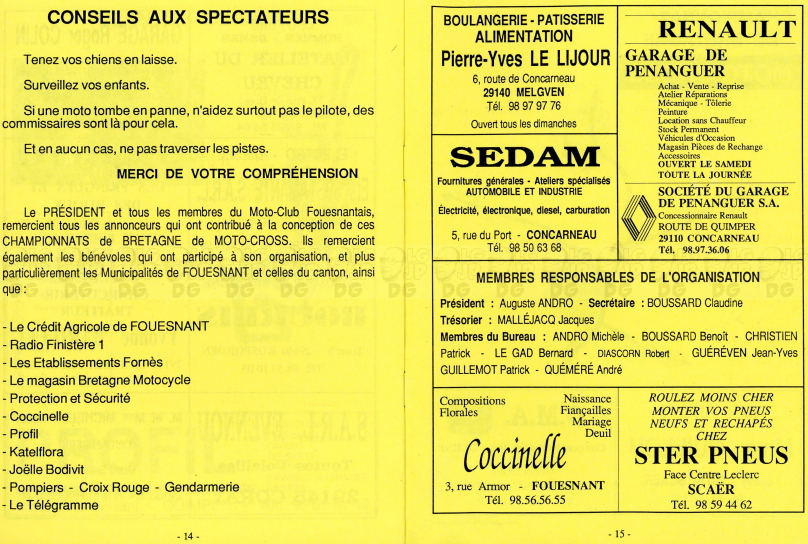 CONSEILS AUX SPECTATEURS
Tenez vos chiens en laisse.
Surveillez vos enfants.
Si une moto tombe en panne, n'aidez surtout pas le pilote, des
commissaires sont là pour cela.
Et en aucun cas, ne pas traverser les pistes.
MERCI DE VOTRE COMPRÉHENSION
Le PRÉSIDENT et tous les membres du Moto-Club Fouesnantais,
remercient tous les annonceurs qui ont contribué à la conception de ces
CHAMPIONNATS de BRETAGNE de MOTO-CROSS. Ils remercient
également les bénévoles qui ont participé à son organisation, et plus
particulièrement les Municipalités de FOUESNANT et celles du canton, ainsi
que :
- Le Crédit Agricole de FOUESNANT
- Radio Finistère 1
- Les Etablissements Fornès
- Le magasin Bretagne Motocycle
- Protection et Sécurité
- Coccinelle
- Profil
- Katelflora
- Joëlle Bodivit
- Pompiers - Croix Rouge - Gendarmerie
- Le Télégramme
- 14 -
BOULANGERIE - PATISSERIE
ALIMENTATION
Pierre-Yves LE LIJOUR
6, route de Concarneau
29140 MELGVEN
Tél. 98 97 97 76
Ouvert tous les dimanches
RENAULT
GARAGE DE
PENANGUER
Achat - Vente - Reprise
Atelier Réparations
Mécanique - Tôlerie
Peinture
Location sans Chauffeur
Stock Permanent
Véhicules d'Occasion
Magasin Pièces de Rechange
Accessoires
OUVERT LE SAMEDI
TOUTE LA JOURNÉE
SOCIÉTÉ DU GARAGE
DE PENANGUER S.A.
Concessionnaire Renault
ROUTE DE QUIMPER
29110 CONCARNEAU
Tél. 98.97.36.06
SEDAM
Fournitures générales - Ateliers spécialisés
AUTOMOBILE ET INDUSTRIE
Électricité, électronique, diesel, carburation
5, rue du Port - CONCARNEAU
Tél. 98 50 63 68
MEMBRES RESPONSABLES DE L'ORGANISATION
Président : Auguste ANDRO - Secrétaire : BOUSSARD Claudine
Trésorier : MALLÉJACQ Jacques
Membres du Bureau : ANDRO Michèle - BOUSSARD Benoît - CHRISTIEN
Patrick - LE GAD Bernard - DIASCORN Robert - GUÉRÉVEN Jean-Yves
GUILLEMOT Patrick - QUÉMÉRÉ André
Compositions
Florales
Naissance
Fiançailles
Mariage
Deuil
Coccinelle
3, rue Armor - FOUESNANT
Tél. 98.56.56.55
ROULEZ MOINS CHER
MONTER VOS PNEUS
NEUFS ET RECHAPÉS
CHEZ
STER PNEUS
Face Centre Leclerc
SCAËR
Tél. 98 59 44 62
- 15 -